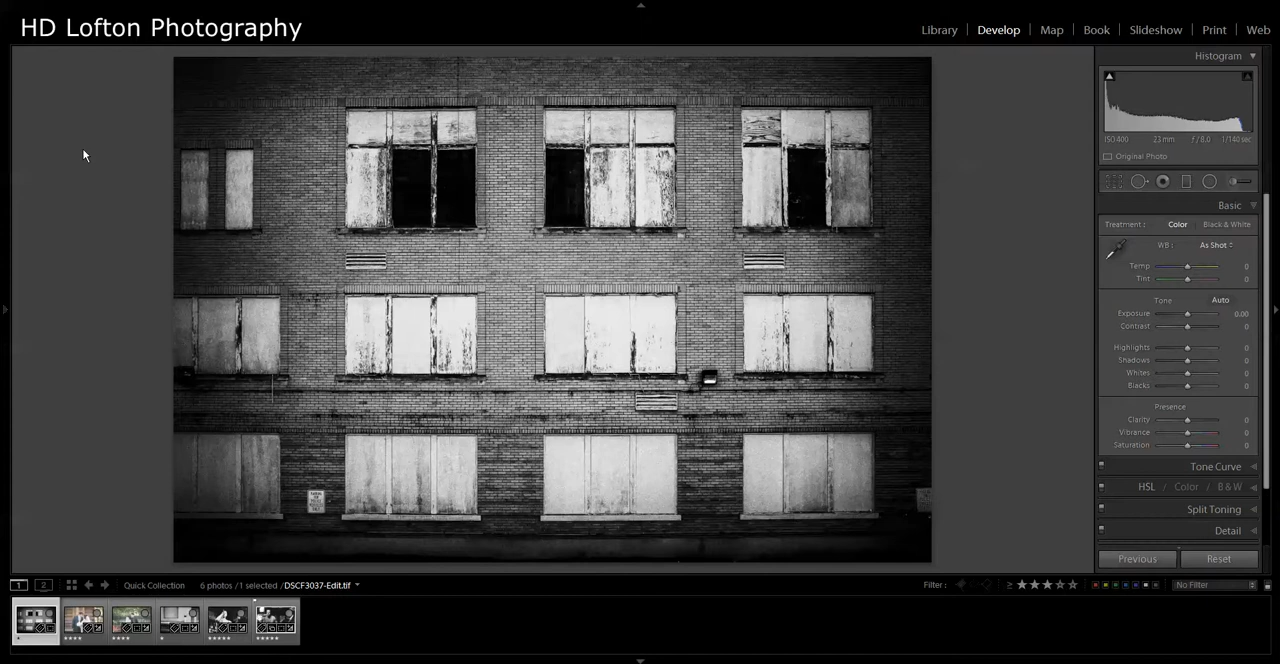 HD Lofton Photography
Library | Develop | Map | Book | Slideshow | Print | Web
Histogram
ISO 400 23 mm f / 8.0 1/140 sec
Original Photo
Basic
Treatment : Color Black & White
WB : As Shot
Temp 0
Tint 0
Tone Auto
Exposure 0.00
Contrast 0
Highlights 0
Shadows 0
Whites 0
Blacks 0
Presence
Clarity 0
Vibrance 0
Saturation 0
Tone Curve
HSL / Color / B & W
Split Toning
Detail
Previous Reset
1 2 Quick Collection 6 photos / 1 selected / DSCF3037-Edit.tif Filter : No Filter